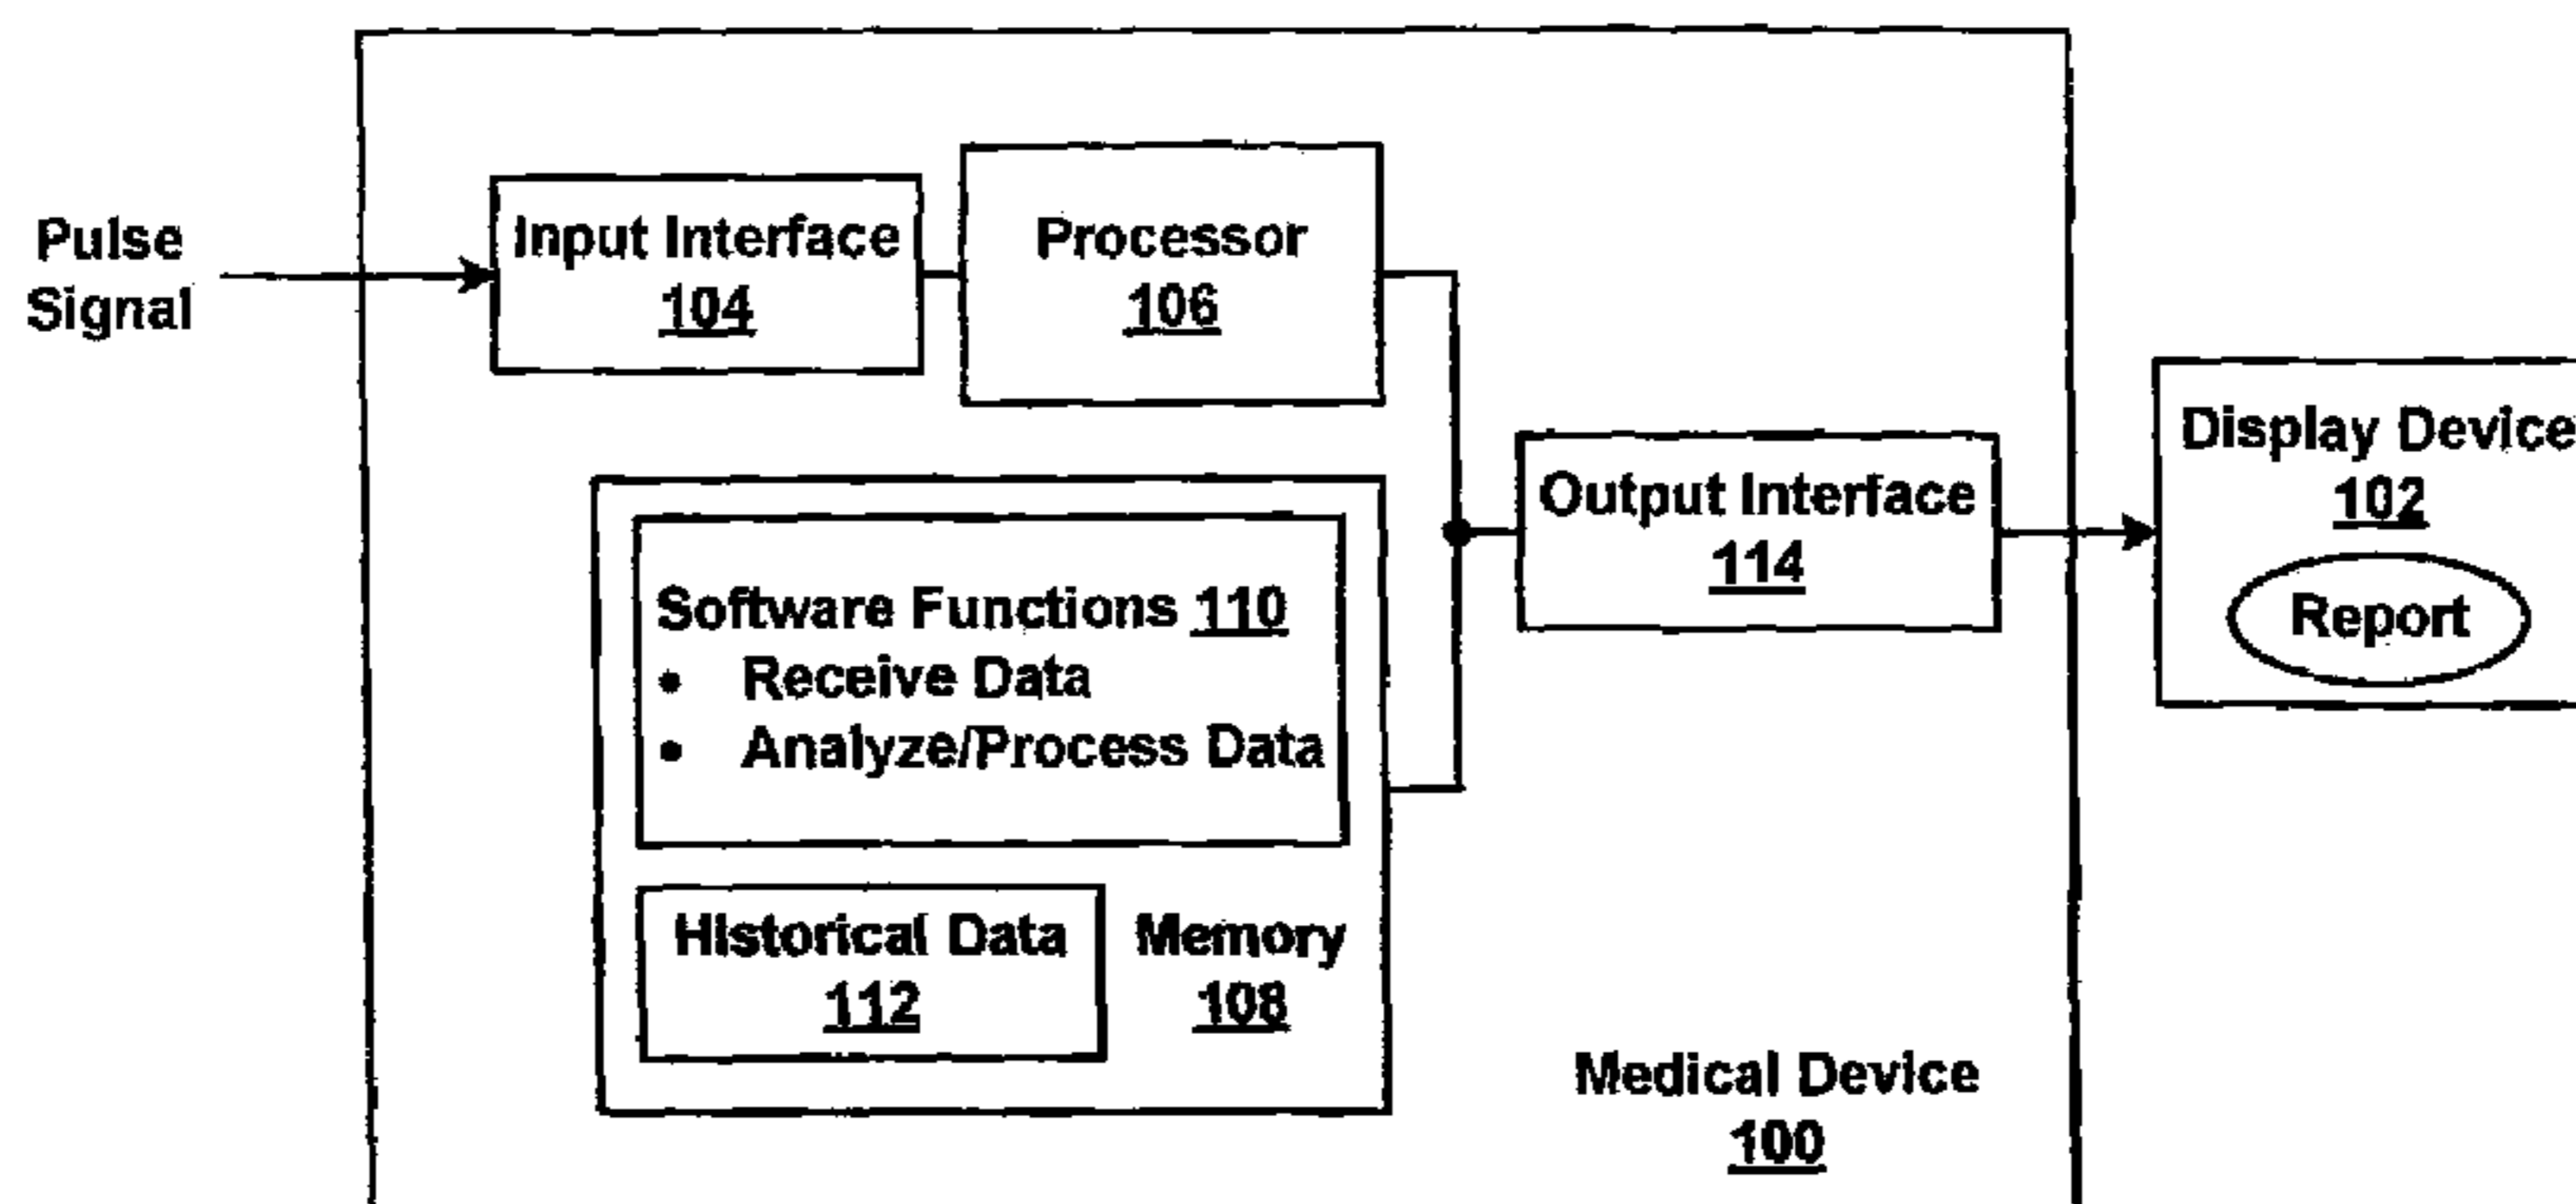 Pulse
Signal
Input Interface
104
Processor
106
Output Interface
114
Display Device
102
Report
Software Functions 110
• Receive Data
• Analyze/Process Data
Historical Data
112
Memory
108
Medical Device
100